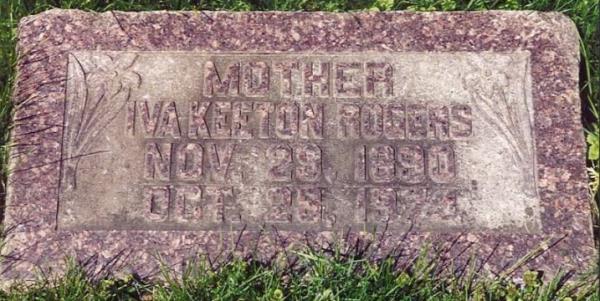 MOTHER
IVA KEETON ROGERS
NOV. 29, 1890
OCT. 25,